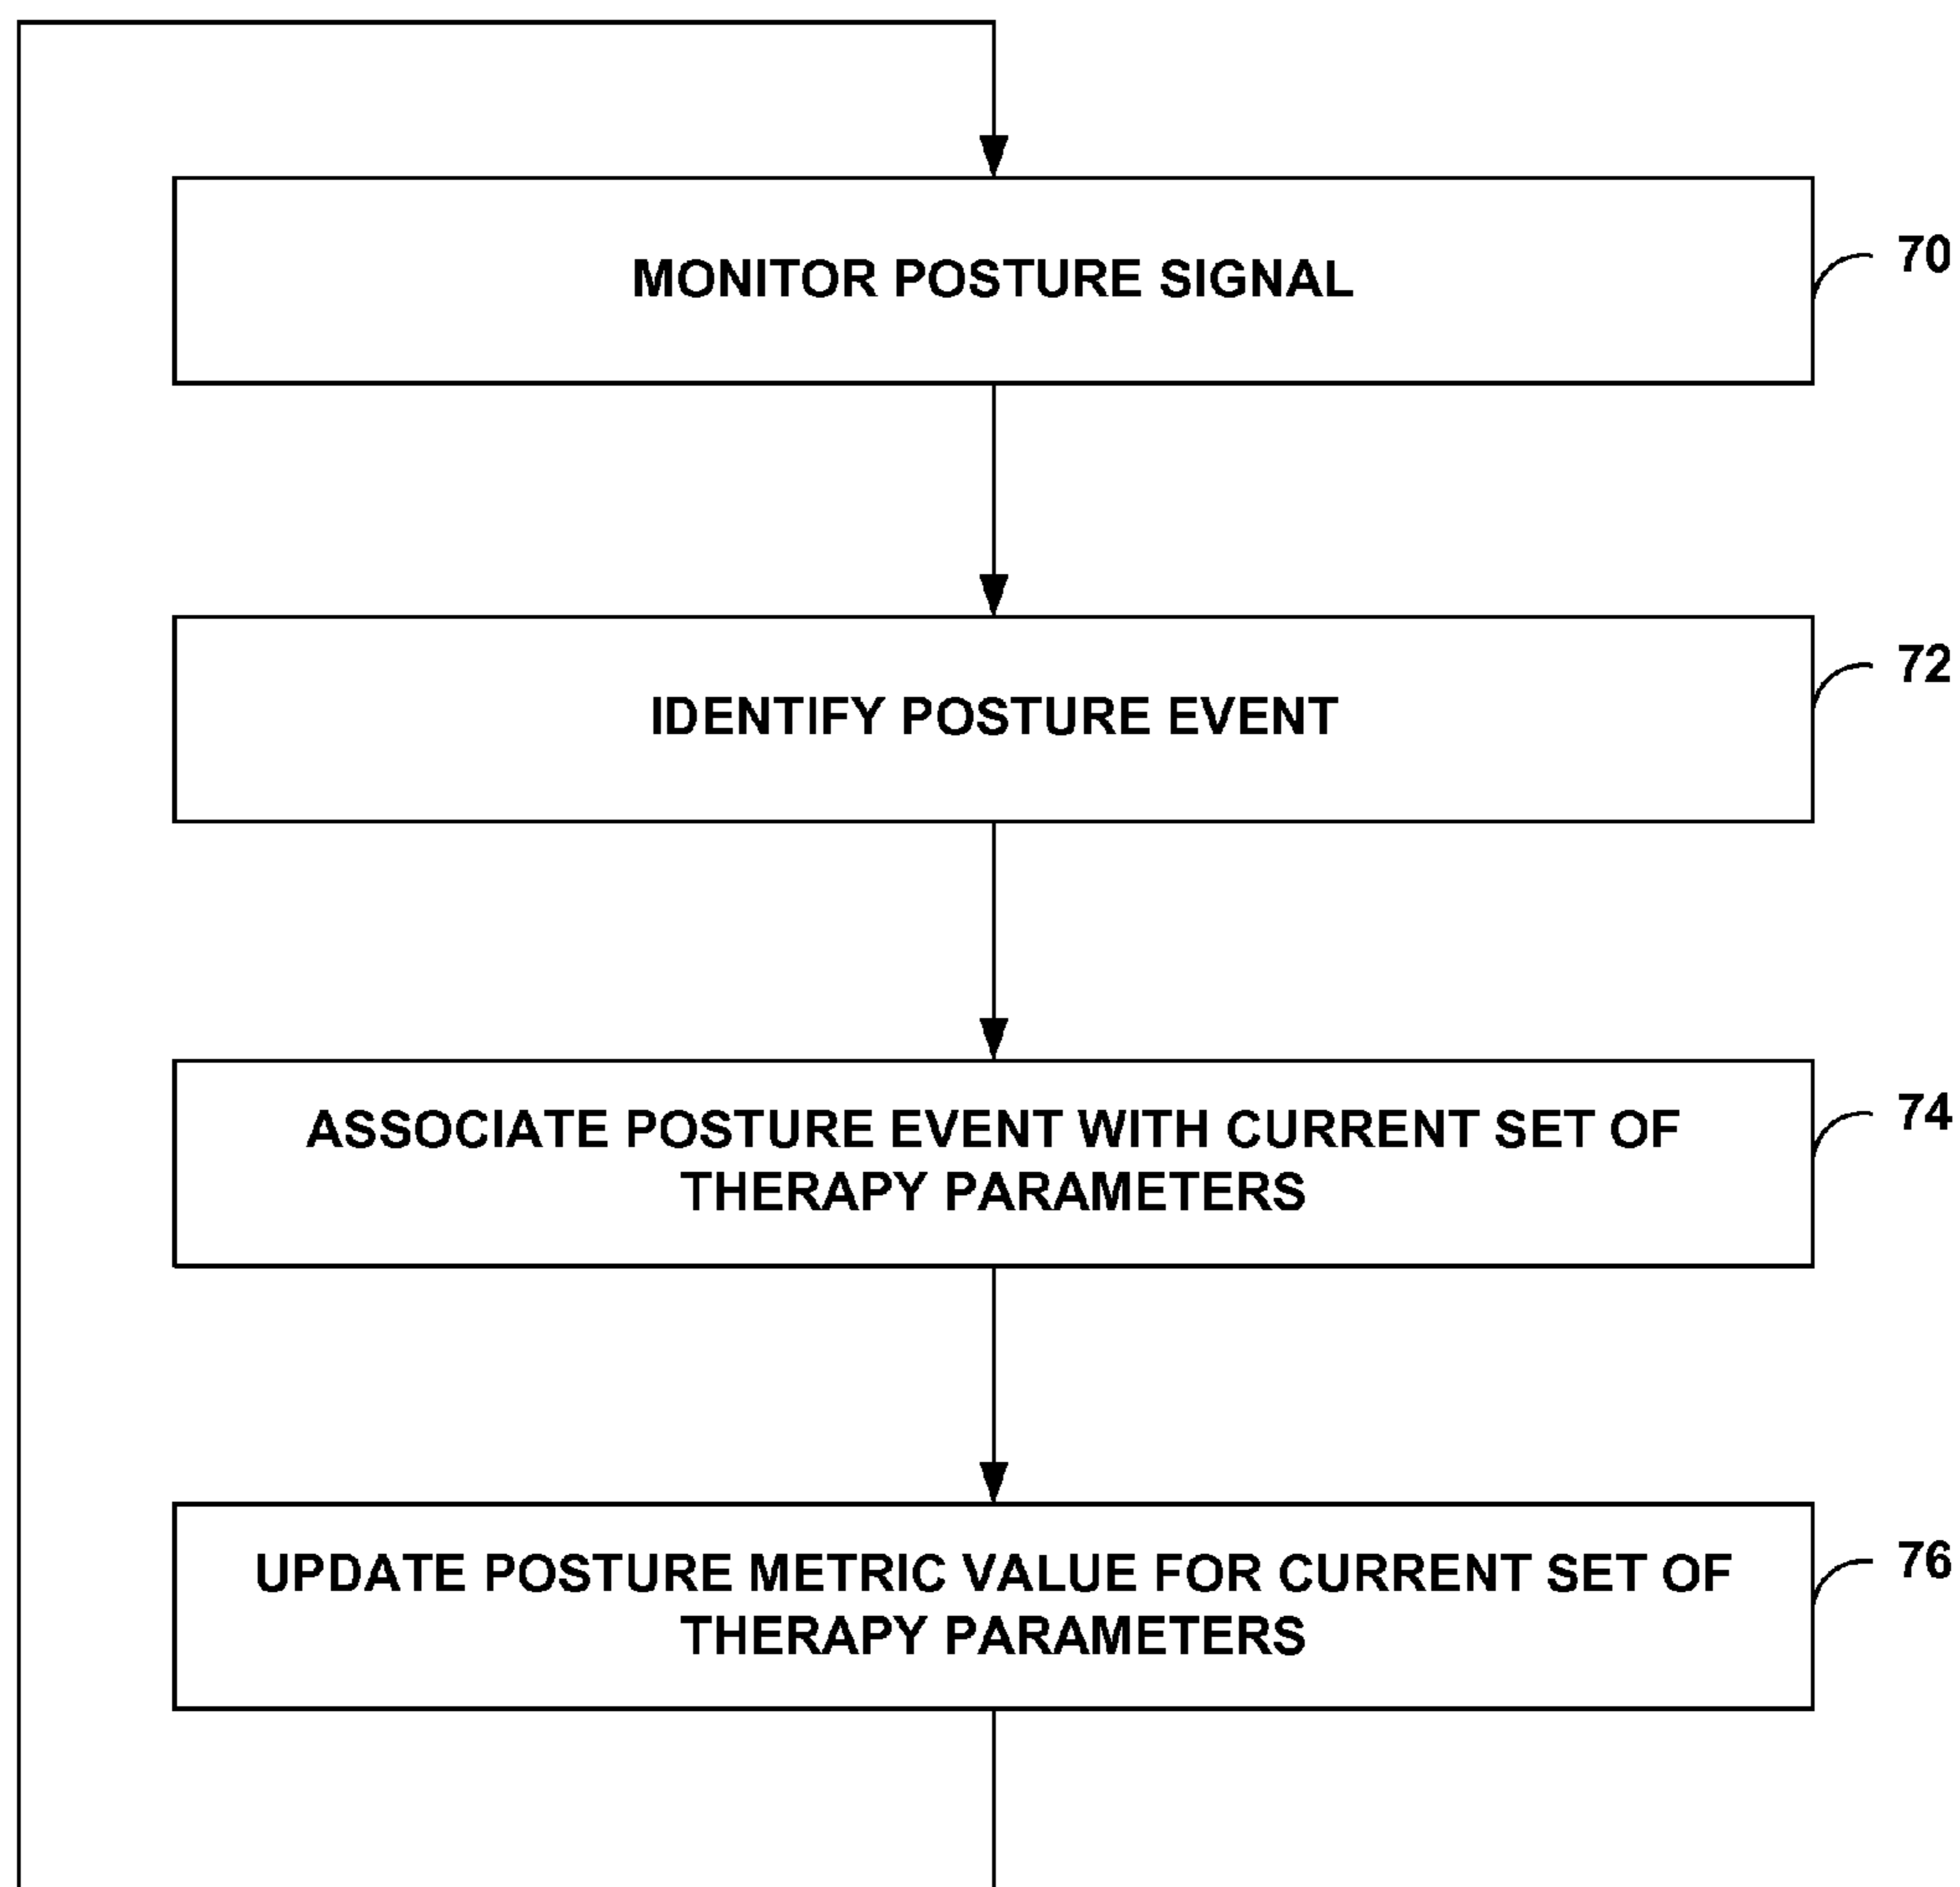 MONITOR POSTURE SIGNAL
70
IDENTIFY POSTURE EVENT
72
ASSOCIATE POSTURE EVENT WITH CURRENT SET OF
THERAPY PARAMETERS
74
UPDATE POSTURE METRIC VALUE FOR CURRENT SET OF
THERAPY PARAMETERS
76